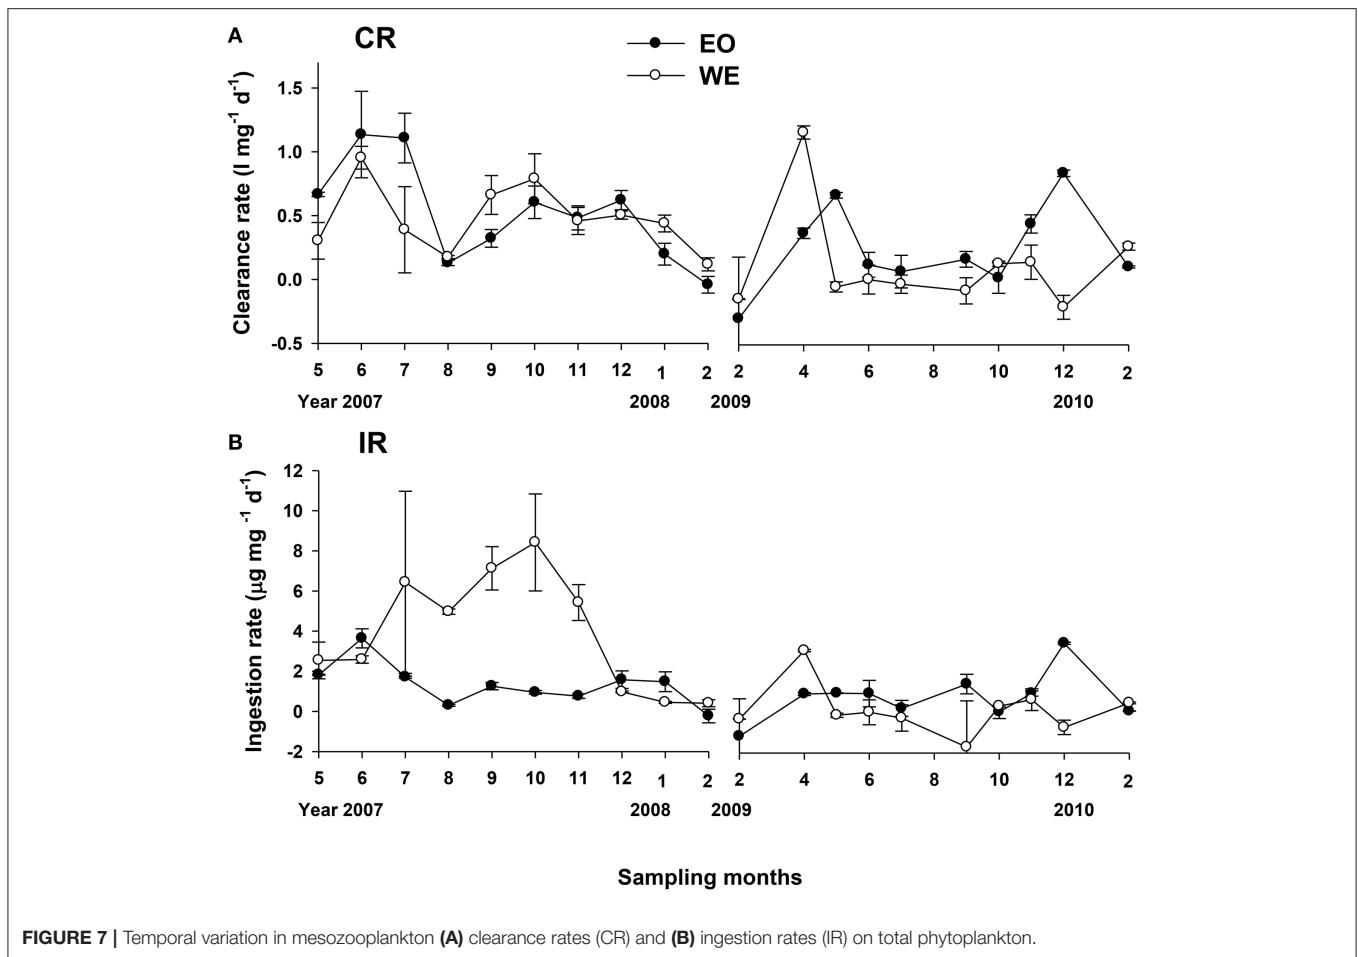 A CR
EO
WE
Clearance rate (l mg-1 d-1)
1.5
1.0
0.5
0.0
-0.5
5 6 7 8 9 10 11 12 1 2 2 4 6 8 10 12 2
Year 2007 2008 2009 2010
B IR
Ingestion rate (µg mg -1 d-1)
12
10
8
6
4
2
0
-2
5 6 7 8 9 10 11 12 1 2 2 4 6 8 10 12 2
Year 2007 2008 2009 2010
Sampling months
FIGURE 7 | Temporal variation in mesozooplankton (A) clearance rates (CR) and (B) ingestion rates (IR) on total phytoplankton.